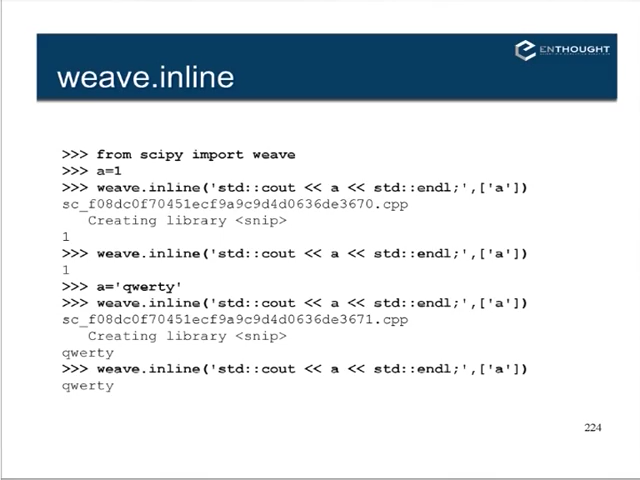 ENTHOUGHT
weave.inline
>>> from scipy import weave
>>> a=1
>>> weave.inline('std::cout << a << std::endl;',['a'])
sc_f08dc0f70451ecf9a9c9d4d0636de3670.cpp
   Creating library <snip>
1
>>> weave.inline('std::cout << a << std::endl;',['a'])
1
>>> a='qwerty'
>>> weave.inline('std::cout << a << std::endl;',['a'])
sc_f08dc0f70451ecf9a9c9d4d0636de3671.cpp
   Creating library <snip>
qwerty
>>> weave.inline('std::cout << a << std::endl;',['a'])
qwerty
224